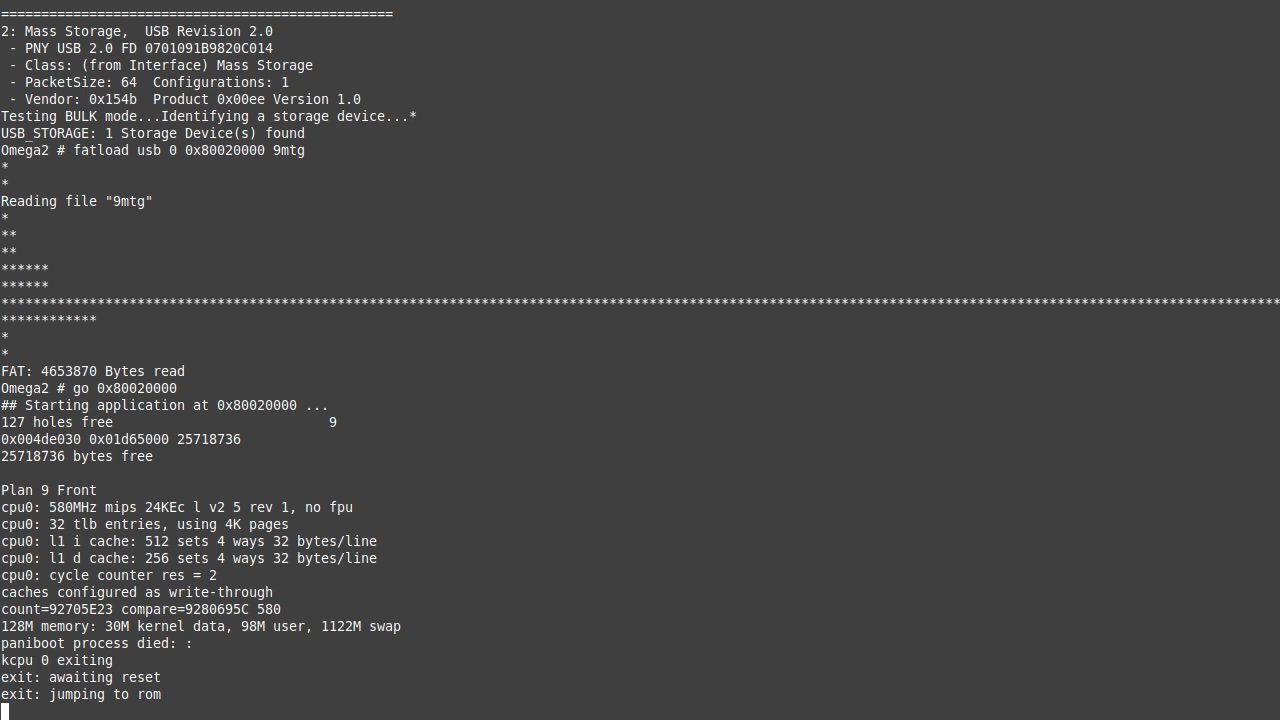 =================================================
2: Mass Storage,  USB Revision 2.0
 - PNY USB 2.0 FD 0701091B9820C014
 - Class: (from Interface) Mass Storage
 - PacketSize: 64  Configurations: 1
 - Vendor: 0x154b  Product 0x00ee Version 1.0
Testing BULK mode...Identifying a storage device...*
USB_STORAGE: 1 Storage Device(s) found
Omega2 # fatload usb 0 0x80020000 9mtg
*
*
Reading file "9mtg"
*
**
**
******
******
****************************************************************************************************************************************************************
************
*
*
FAT: 4653870 Bytes read
Omega2 # go 0x80020000
## Starting application at 0x80020000 ...
127 holes free                           9
0x004de030 0x01d65000 25718736
25718736 bytes free

Plan 9 Front
cpu0: 580MHz mips 24KEc l v2 5 rev 1, no fpu
cpu0: 32 tlb entries, using 4K pages
cpu0: l1 i cache: 512 sets 4 ways 32 bytes/line
cpu0: l1 d cache: 256 sets 4 ways 32 bytes/line
cpu0: cycle counter res = 2
caches configured as write-through
count=92705E23 compare=9280695C 580
128M memory: 30M kernel data, 98M user, 1122M swap
paniboot process died: :
kcpu 0 exiting
exit: awaiting reset
exit: jumping to rom